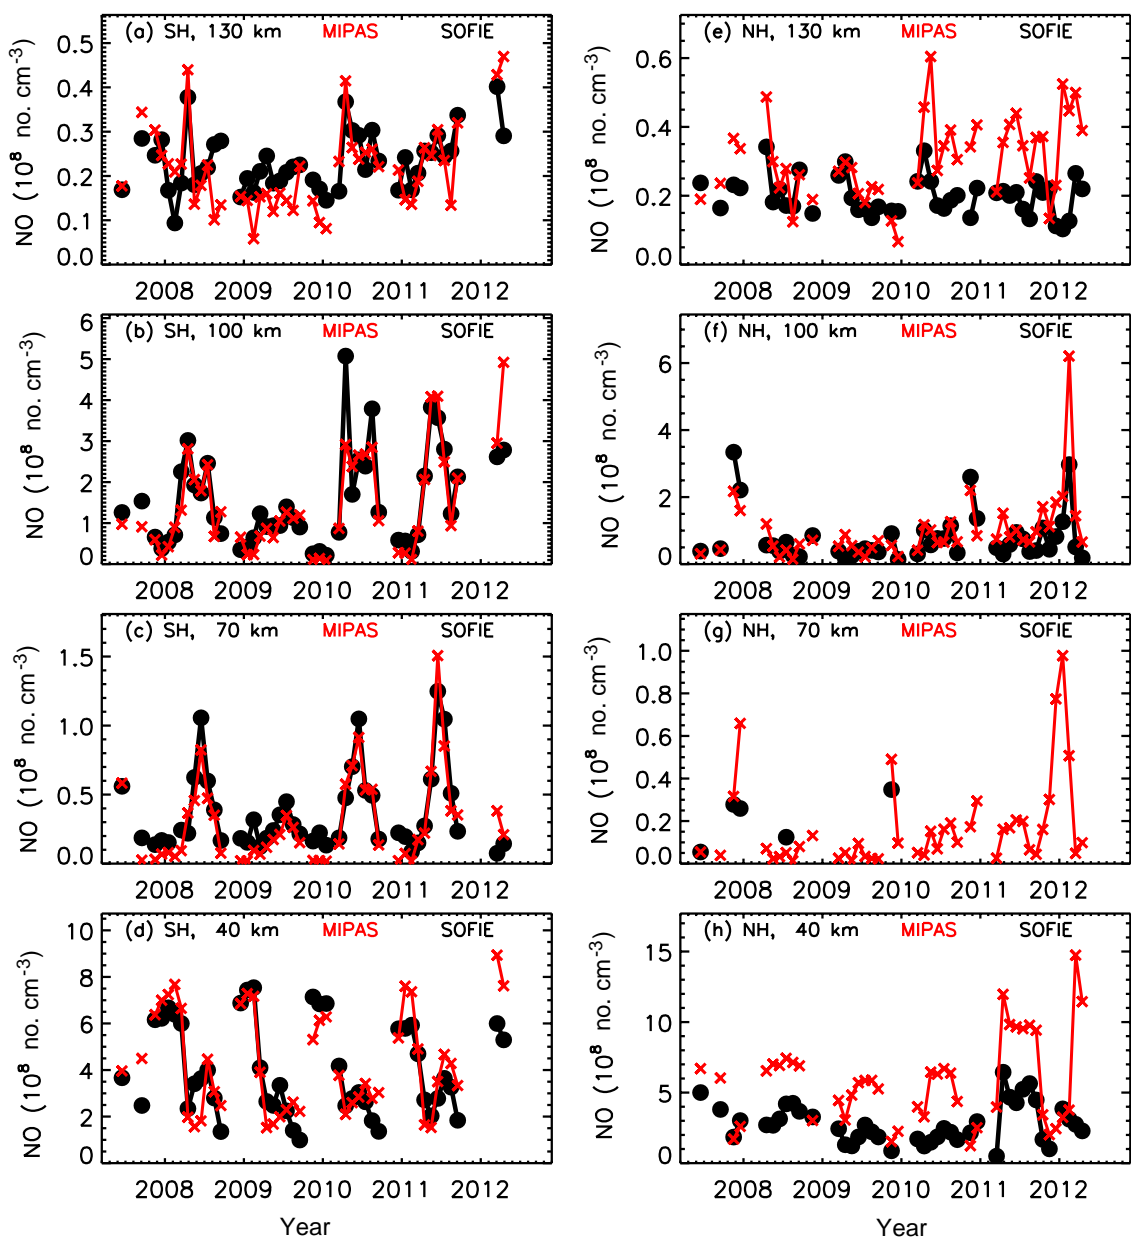 (a) SH, 130 km MIPAS SOFIE
NO (10⁸ no. cm⁻³)
0.5
0.4
0.3
0.2
0.1
0.0
2008 2009 2010 2011 2012
(e) NH, 130 km MIPAS SOFIE
NO (10⁸ no. cm⁻³)
0.6
0.4
0.2
0.0
2008 2009 2010 2011 2012
(b) SH, 100 km MIPAS SOFIE
NO (10⁸ no. cm⁻³)
6
5
4
3
2
1
0
2008 2009 2010 2011 2012
(f) NH, 100 km MIPAS SOFIE
NO (10⁸ no. cm⁻³)
6
4
2
0
2008 2009 2010 2011 2012
(c) SH, 70 km MIPAS SOFIE
NO (10⁸ no. cm⁻³)
1.5
1.0
0.5
0.0
2008 2009 2010 2011 2012
(g) NH, 70 km MIPAS SOFIE
NO (10⁸ no. cm⁻³)
1.0
0.8
0.6
0.4
0.2
0.0
2008 2009 2010 2011 2012
(d) SH, 40 km MIPAS SOFIE
NO (10⁸ no. cm⁻³)
10
8
6
4
2
0
2008 2009 2010 2011 2012
Year
(h) NH, 40 km MIPAS SOFIE
NO (10⁸ no. cm⁻³)
15
10
5
0
2008 2009 2010 2011 2012
Year